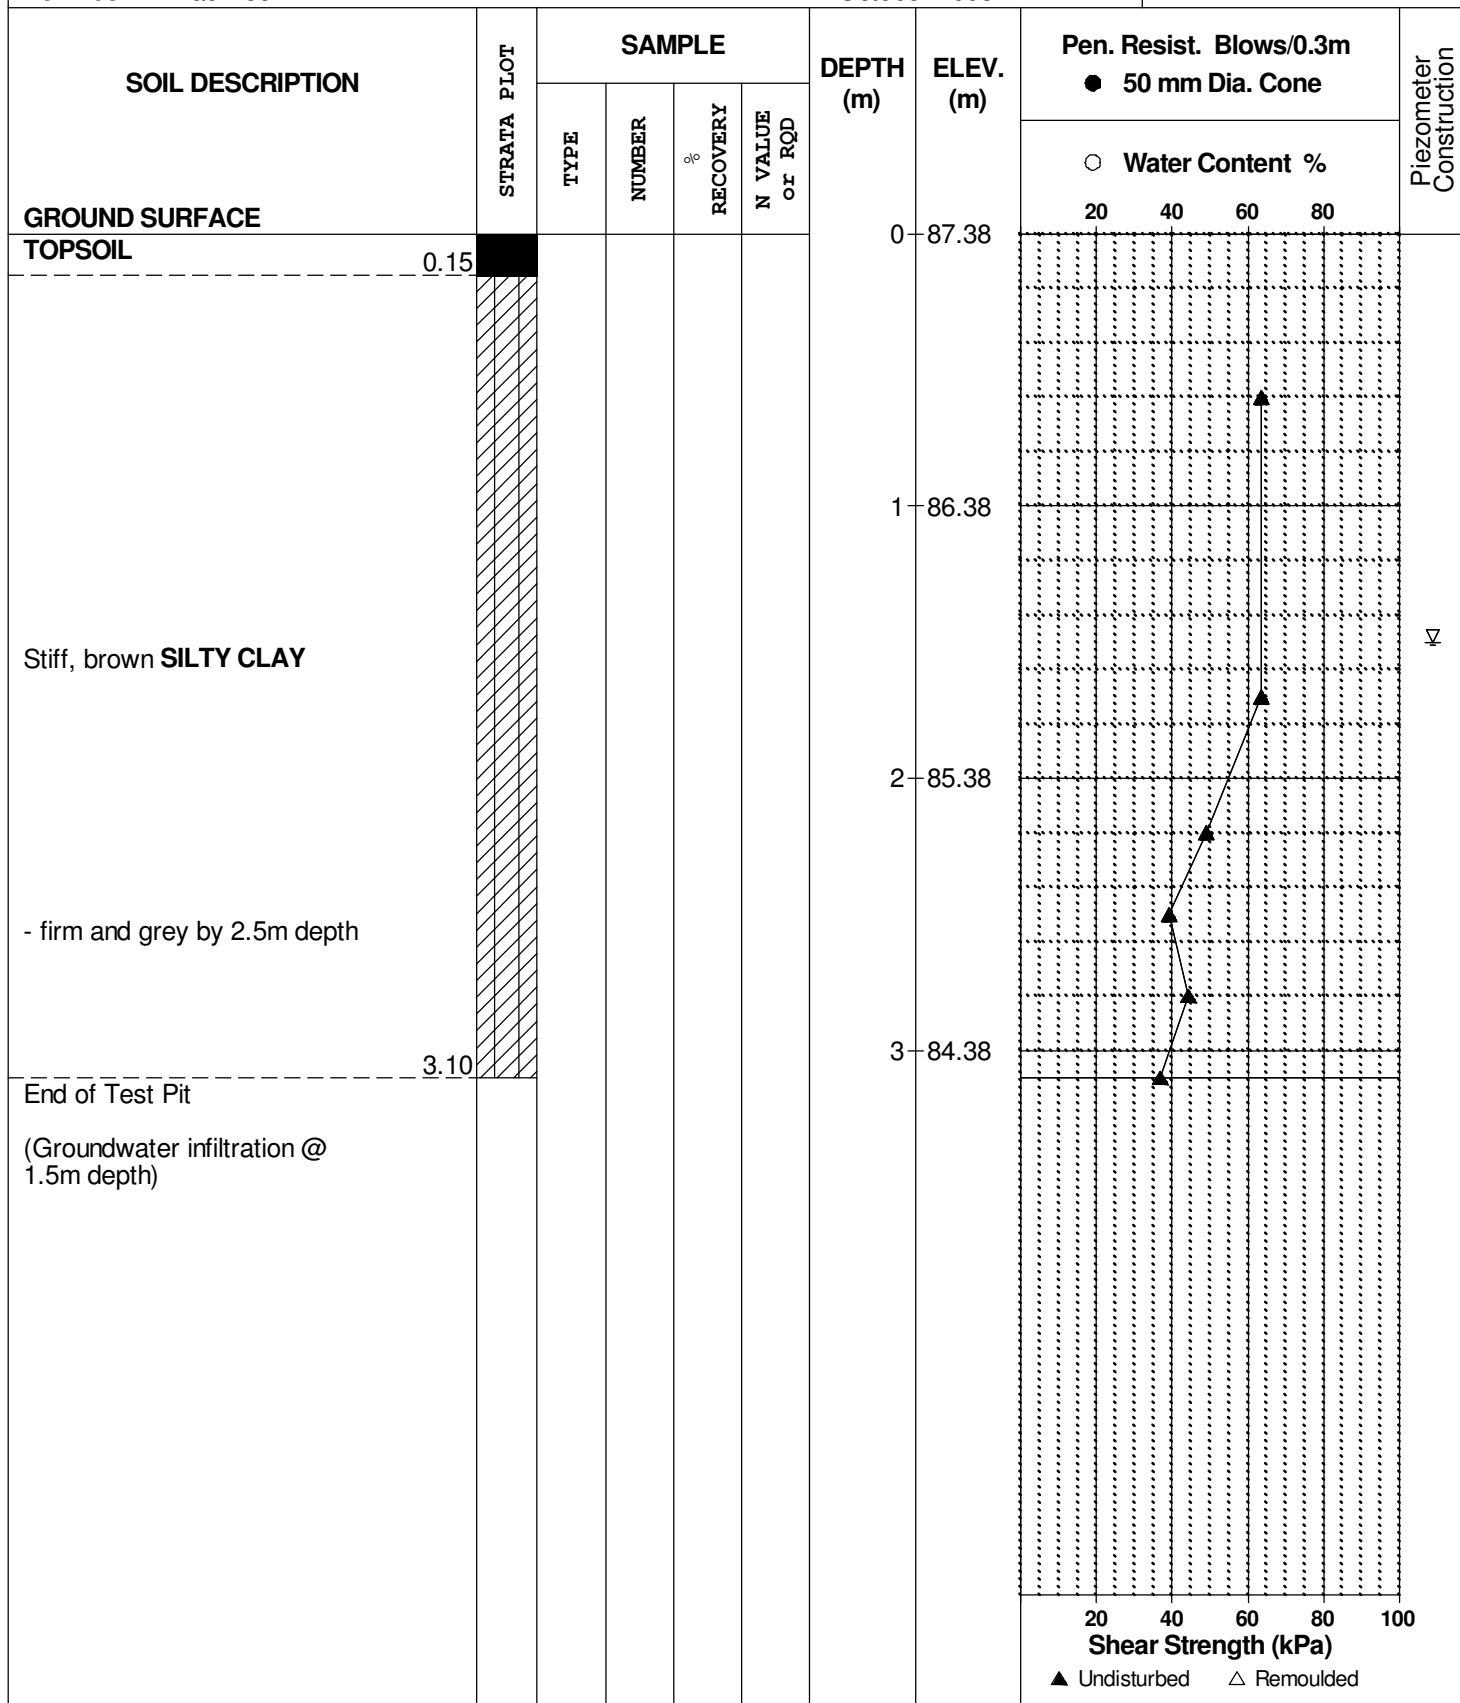 SOIL DESCRIPTION
STRATA PLOT
SAMPLE
TYPE
NUMBER
% RECOVERY
N VALUE or RQD
DEPTH (m)
ELEV. (m)
Pen. Resist. Blows/0.3m
● 50 mm Dia. Cone
○ Water Content %
20 40 60 80
Piezometer Construction
GROUND SURFACE
0 87.38
TOPSOIL
0.15
1 86.38
Stiff, brown SILTY CLAY
2 85.38
- firm and grey by 2.5m depth
3 84.38
3.10
End of Test Pit
(Groundwater infiltration @
1.5m depth)
20 40 60 80 100
Shear Strength (kPa)
▲ Undisturbed △ Remoulded